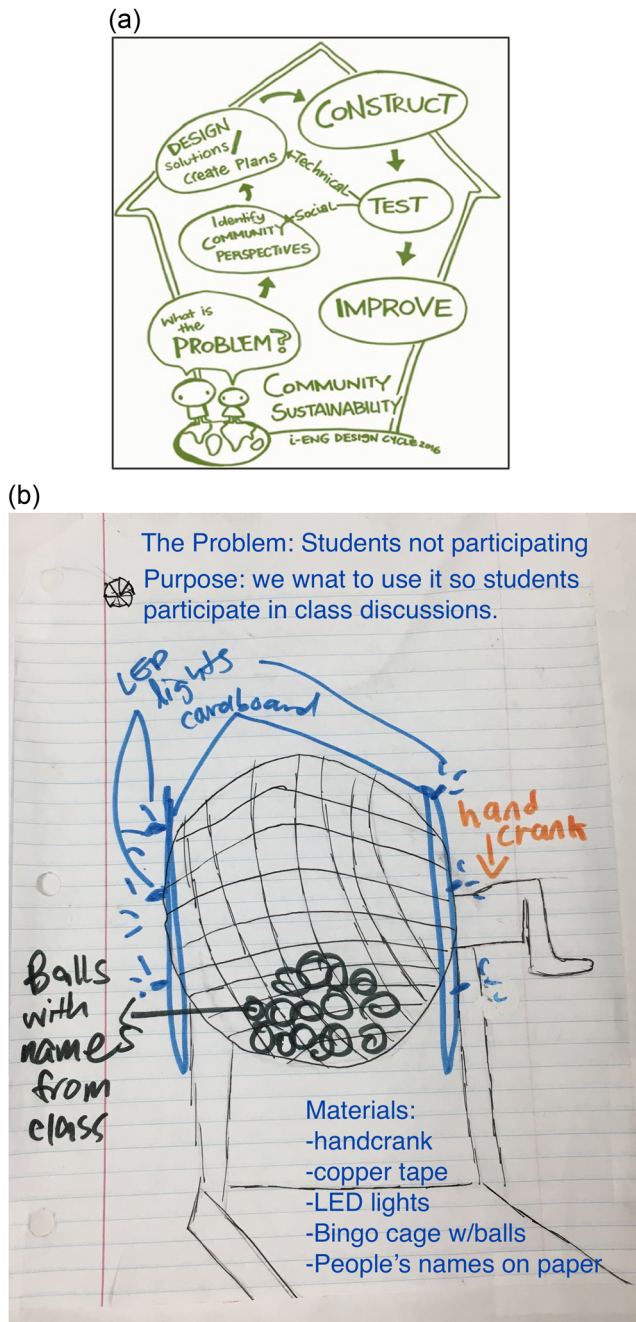 (a)
DESIGN
solutions/
Create Plans
CONSTRUCT
Technical
TEST
Social
Identify
COMMUNITY
PERSPECTIVES
IMPROVE
What is
the
PROBLEM?
COMMUNITY
SUSTAINABILITY
i-ENG DESIGN CYCLE 2016
(b)
The Problem: Students not participating
Purpose: we wnat to use it so students
participate in class discussions.
LED
lights
cardboard
hand
crank
Balls
with
names
from
class
Materials:
-handcrank
-copper tape
-LED lights
-Bingo cage w/balls
-People's names on paper